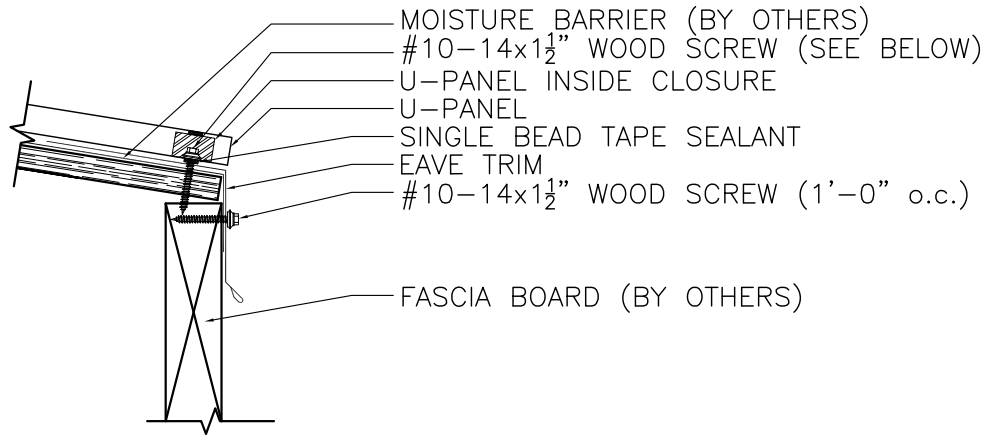 MOISTURE BARRIER (BY OTHERS)
#10-14x1½" WOOD SCREW (SEE BELOW)
U-PANEL INSIDE CLOSURE
U-PANEL
SINGLE BEAD TAPE SEALANT
EAVE TRIM
#10-14x1½" WOOD SCREW (1'-0" o.c.)
FASCIA BOARD (BY OTHERS)